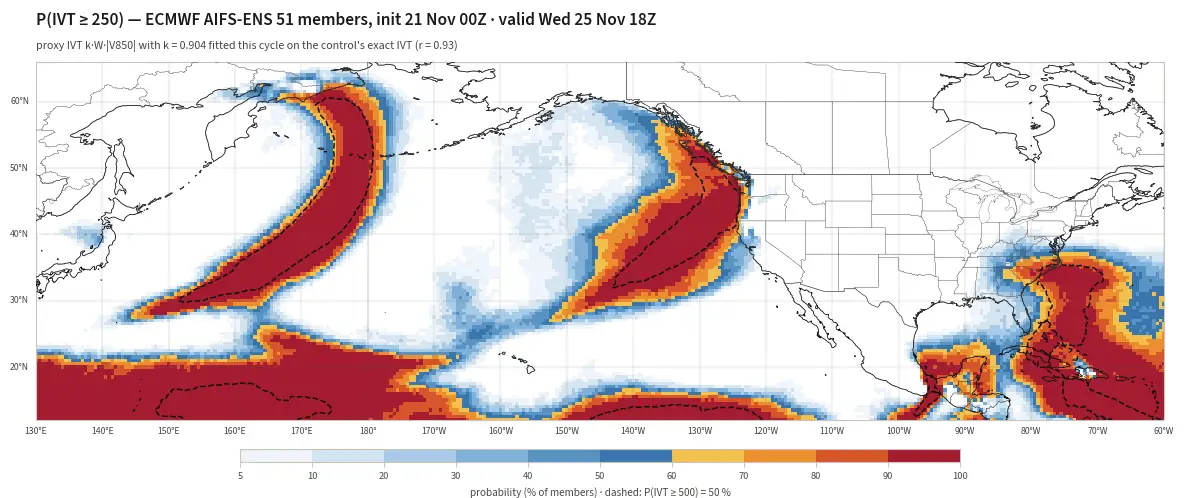 P(IVT ≥ 250) — ECMWF AIFS-ENS 51 members, init 21 Nov 00Z · valid Wed 25 Nov 18Z
proxy IVT k·W·|V850| with k = 0.904 fitted this cycle on the control's exact IVT (r = 0.93)
60°N
50°N
40°N
30°N
20°N
130°E 140°E 150°E 160°E 170°E 180° 170°W 160°W 150°W 140°W 130°W 120°W 110°W 100°W 90°W 80°W 70°W 60°W
5 10 20 30 40 50 60 70 80 90 100
probability (% of members) · dashed: P(IVT ≥ 500) = 50 %